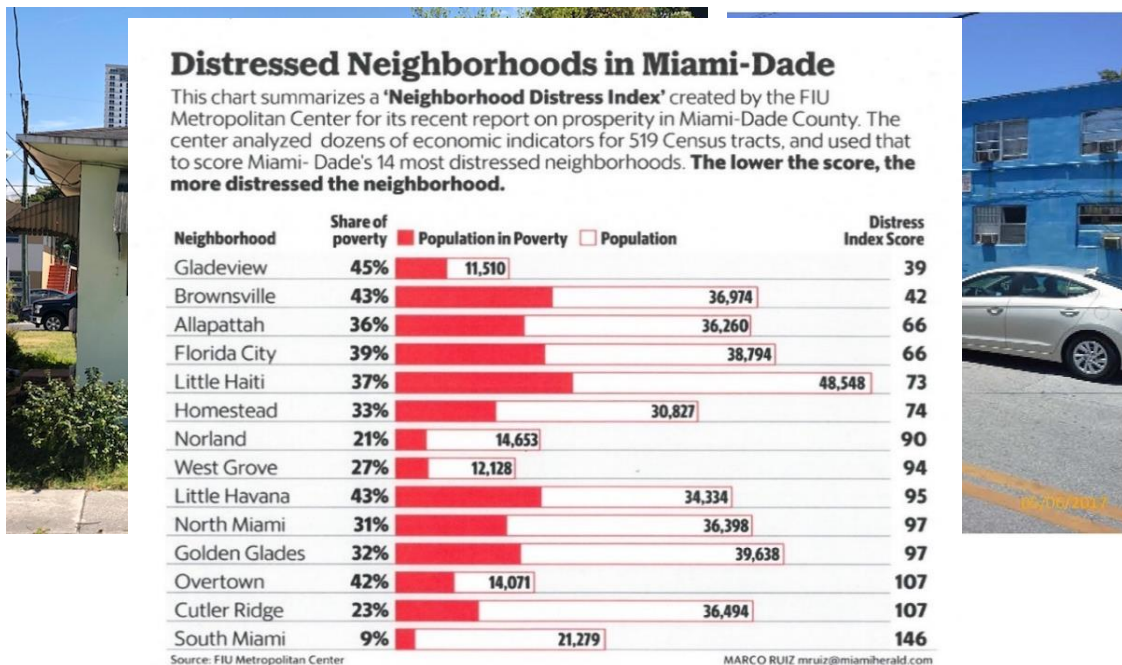 Distressed Neighborhoods in Miami-Dade
This chart summarizes a 'Neighborhood Distress Index' created by the FIU
Metropolitan Center for its recent report on prosperity in Miami-Dade County. The
center analyzed dozens of economic indicators for 519 Census tracts, and used that
to score Miami- Dade's 14 most distressed neighborhoods. The lower the score, the
more distressed the neighborhood.
Neighborhood Share of poverty Population in Poverty Population Distress Index Score
Gladeview 45% 11,510 39
Brownsville 43% 36,974 42
Allapattah 36% 36,260 66
Florida City 39% 38,794 66
Little Haiti 37% 48,548 73
Homestead 33% 30,827 74
Norland 21% 14,653 90
West Grove 27% 12,128 94
Little Havana 43% 34,334 95
North Miami 31% 36,398 97
Golden Glades 32% 39,638 97
Overtown 42% 14,071 107
Cutler Ridge 23% 36,494 107
South Miami 9% 21,279 146
Source: FIU Metropolitan Center MARCO RUIZ mruiz@miamiherald.com